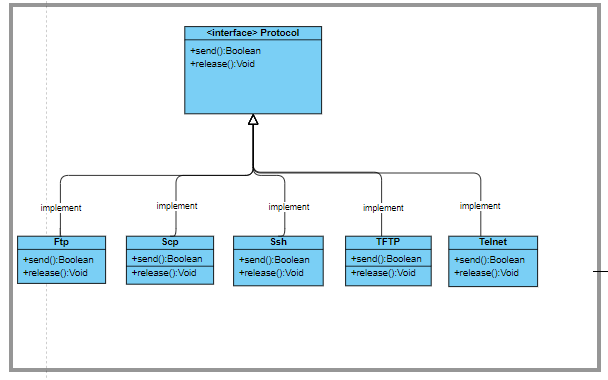 <interface> Protocol
+send():Boolean
+release():Void
implement
implement
implement
implement
implement
Ftp
+send():Boolean
+release():Void
Scp
+send():Boolean
+release():Void
Ssh
+send():Boolean
+release():Void
TFTP
+send():Boolean
+release():Void
Telnet
+send():Boolean
+release():Void